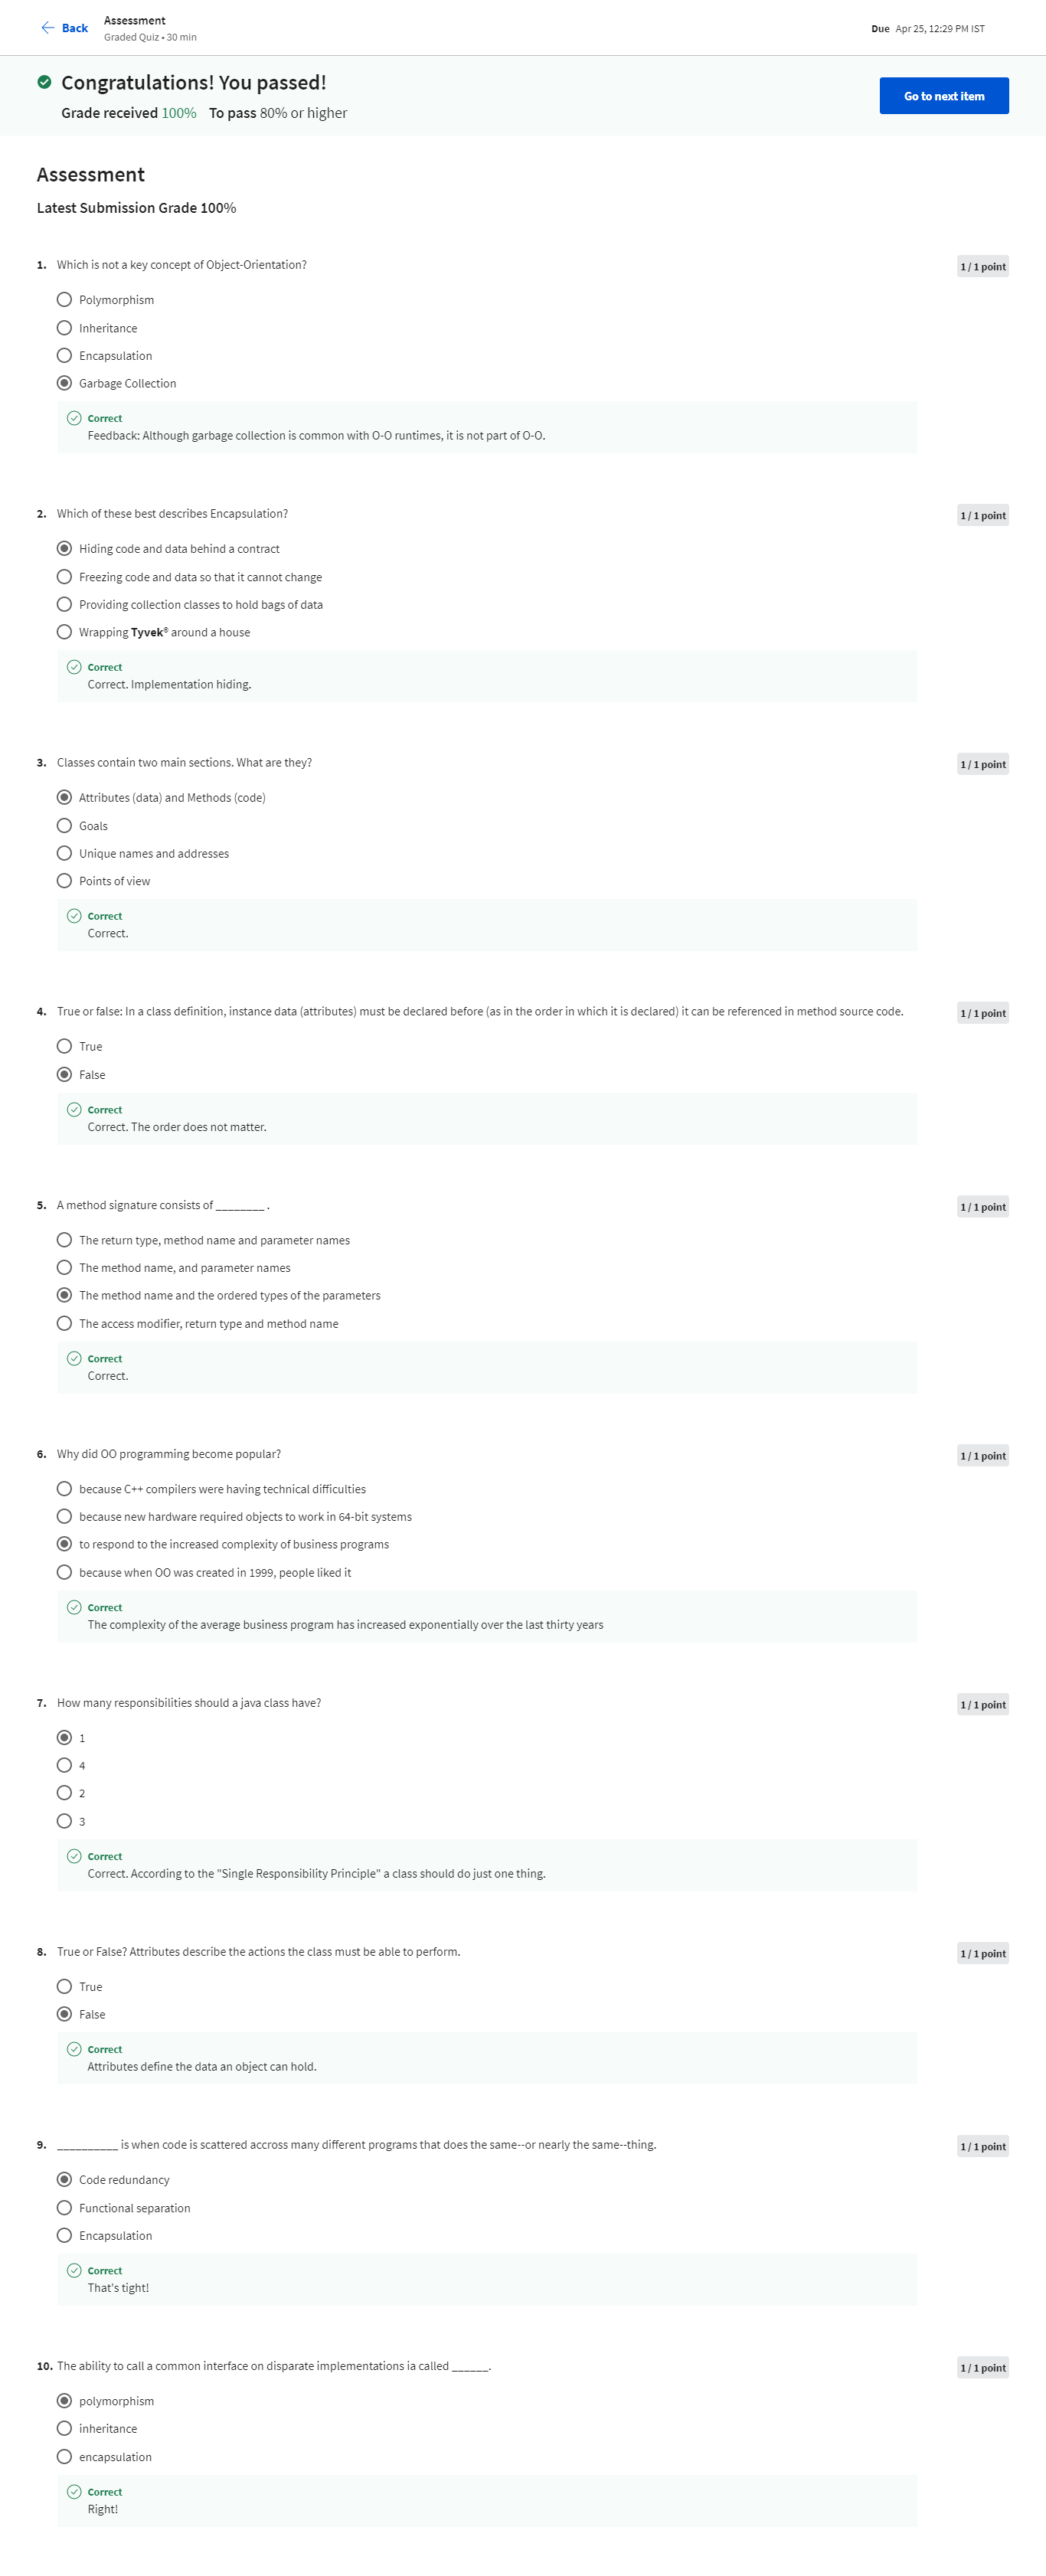 Back
Assessment
Graded Quiz • 30 min
Due Apr 25, 12:29 PM IST
Congratulations! You passed!
Grade received 100% To pass 80% or higher
Go to next item
Assessment
Latest Submission Grade 100%
1. Which is not a key concept of Object-Orientation?
1 / 1 point
Polymorphism
Inheritance
Encapsulation
Garbage Collection
Correct
Feedback: Although garbage collection is common with O-O runtimes, it is not part of O-O.
2. Which of these best describes Encapsulation?
1 / 1 point
Hiding code and data behind a contract
Freezing code and data so that it cannot change
Providing collection classes to hold bags of data
Wrapping Tyvek® around a house
Correct
Correct. Implementation hiding.
3. Classes contain two main sections. What are they?
1 / 1 point
Attributes (data) and Methods (code)
Goals
Unique names and addresses
Points of view
Correct
Correct.
4. True or false: In a class definition, instance data (attributes) must be declared before (as in the order in which it is declared) it can be referenced in method source code.
1 / 1 point
True
False
Correct
Correct. The order does not matter.
5. A method signature consists of ________ .
1 / 1 point
The return type, method name and parameter names
The method name, and parameter names
The method name and the ordered types of the parameters
The access modifier, return type and method name
Correct
Correct.
6. Why did OO programming become popular?
1 / 1 point
because C++ compilers were having technical difficulties
because new hardware required objects to work in 64-bit systems
to respond to the increased complexity of business programs
because when OO was created in 1999, people liked it
Correct
The complexity of the average business program has increased exponentially over the last thirty years
7. How many responsibilities should a java class have?
1 / 1 point
1
4
2
3
Correct
Correct. According to the "Single Responsibility Principle" a class should do just one thing.
8. True or False? Attributes describe the actions the class must be able to perform.
1 / 1 point
True
False
Correct
Attributes define the data an object can hold.
9. __________ is when code is scattered accross many different programs that does the same--or nearly the same--thing.
1 / 1 point
Code redundancy
Functional separation
Encapsulation
Correct
That's tight!
10. The ability to call a common interface on disparate implementations ia called ______.
1 / 1 point
polymorphism
inheritance
encapsulation
Correct
Right!